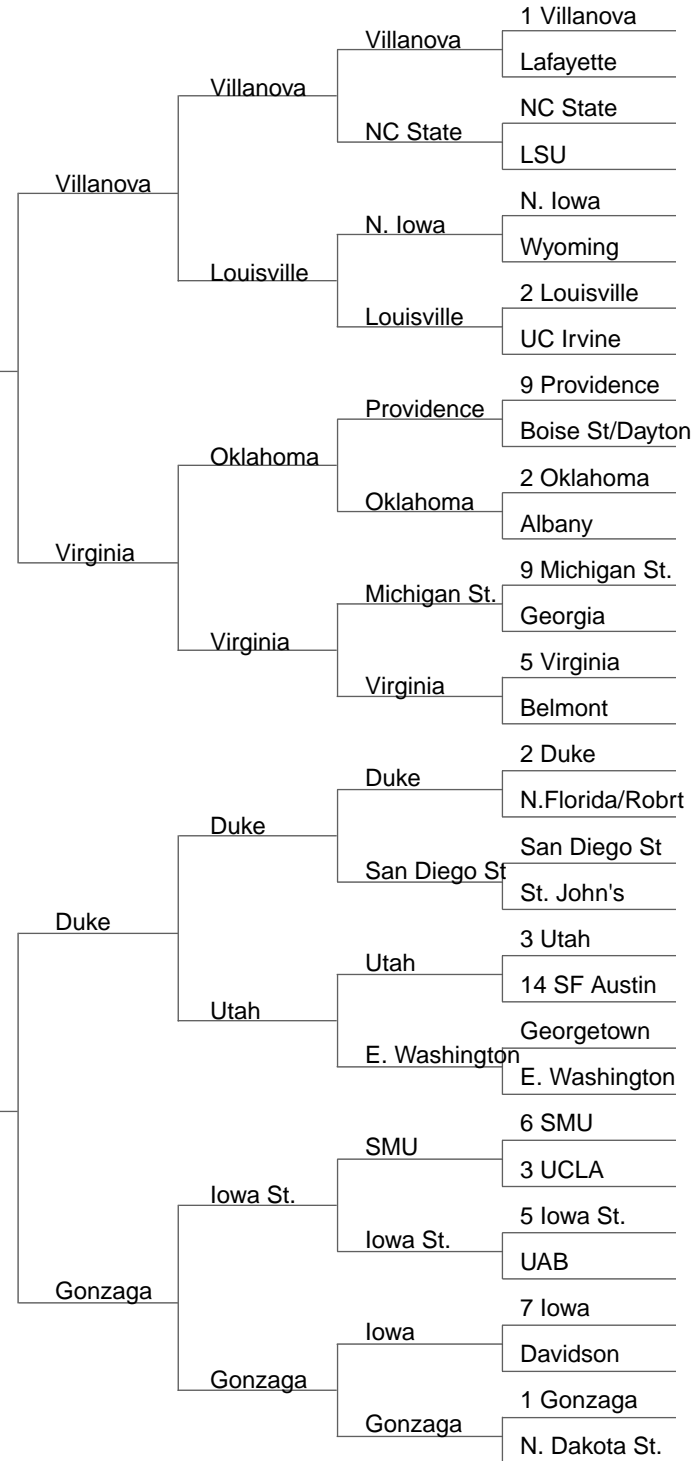 1 Villanova
Villanova
Lafayette
Villanova
NC State
NC State
LSU
Villanova
N. Iowa
N. Iowa
Wyoming
Louisville
2 Louisville
Louisville
UC Irvine
9 Providence
Providence
Boise St/Dayton
Oklahoma
2 Oklahoma
Oklahoma
Albany
Virginia
9 Michigan St.
Michigan St.
Georgia
Virginia
5 Virginia
Virginia
Belmont
2 Duke
Duke
N.Florida/Robrt
Duke
San Diego St
San Diego St
St. John's
Duke
3 Utah
Utah
14 SF Austin
Utah
Georgetown
E. Washington
E. Washington
6 SMU
SMU
3 UCLA
Iowa St.
5 Iowa St.
Iowa St.
UAB
Gonzaga
7 Iowa
Iowa
Davidson
Gonzaga
1 Gonzaga
Gonzaga
N. Dakota St.